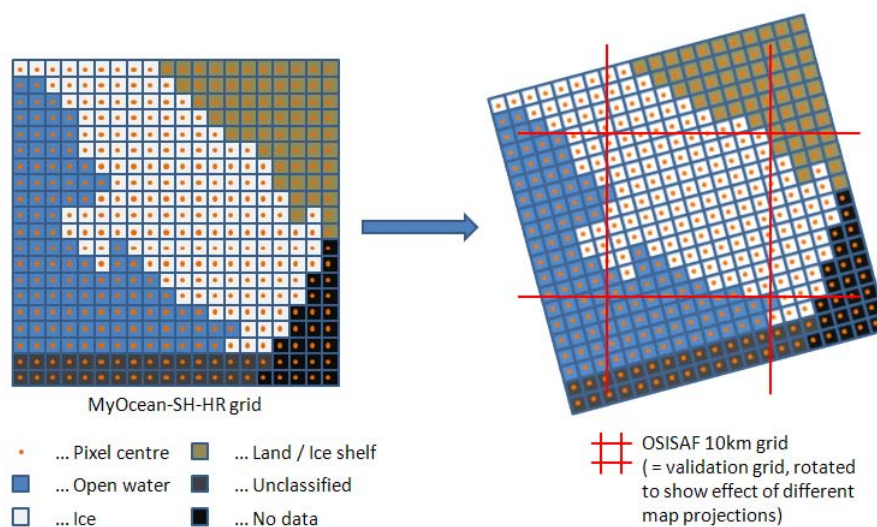 MyOcean-SH-HR grid
... Pixel centre
... Land / Ice shelf
... Open water
... Unclassified
... Ice
... No data
OSISAF 10km grid
( = validation grid, rotated
to show effect of different
map projections)